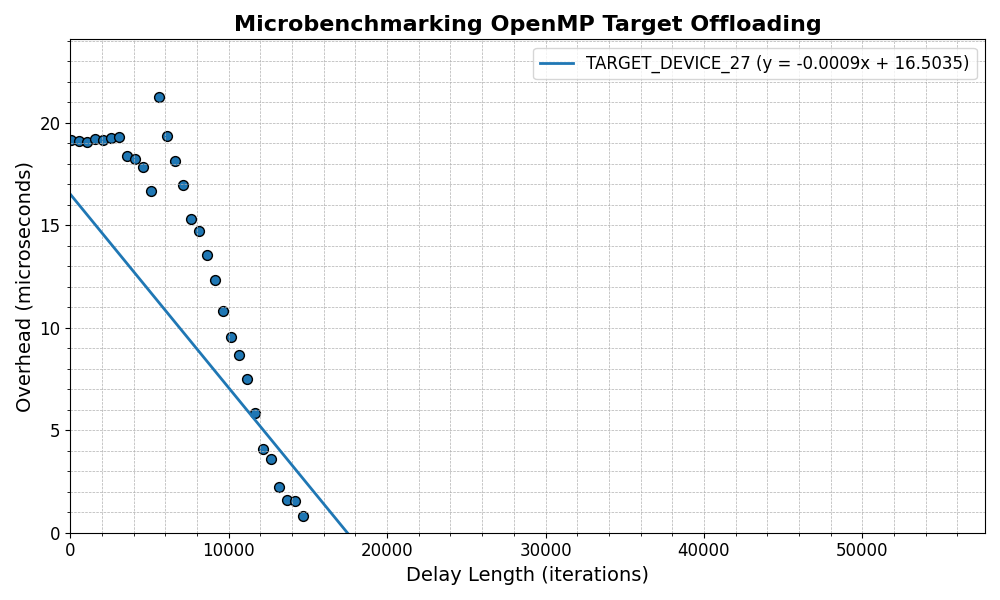 Microbenchmarking OpenMP Target Offloading
TARGET_DEVICE_27 (y = -0.0009x + 16.5035)
Overhead (microseconds)
20
15
10
5
0
0 10000 20000 30000 40000 50000
Delay Length (iterations)